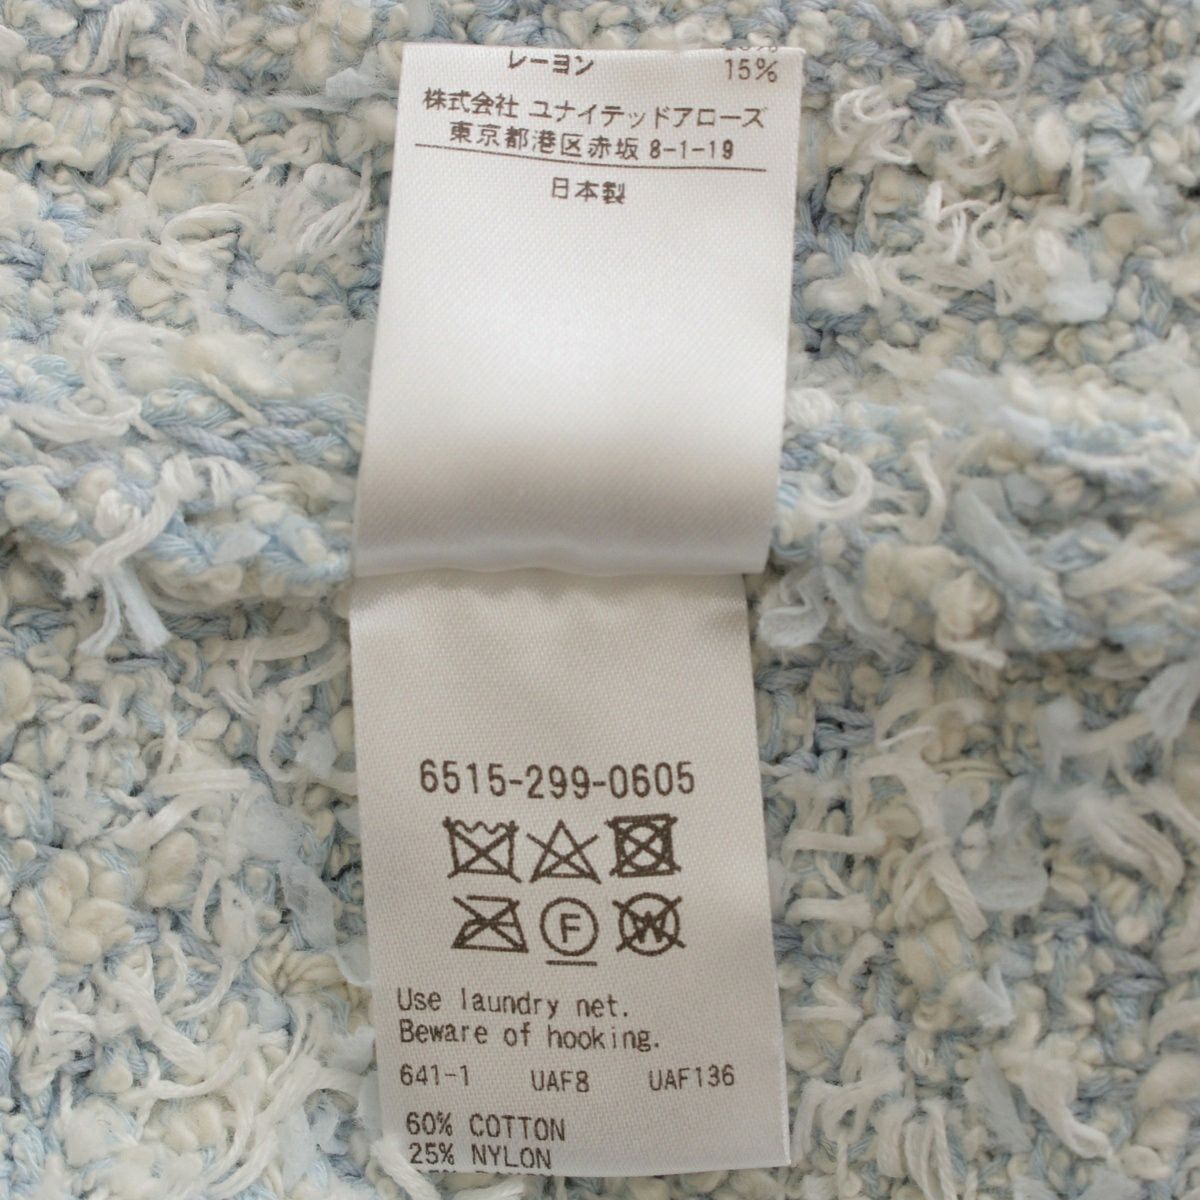 レーヨン 15%
株式会社 ユナイテッドアローズ
東京都港区赤坂 8-1-19
日本製
6515-299-0605
F
W
Use laundry net.
Beware of hooking.
641-1 UAF8 UAF136
60% COTTON
25% NYLON